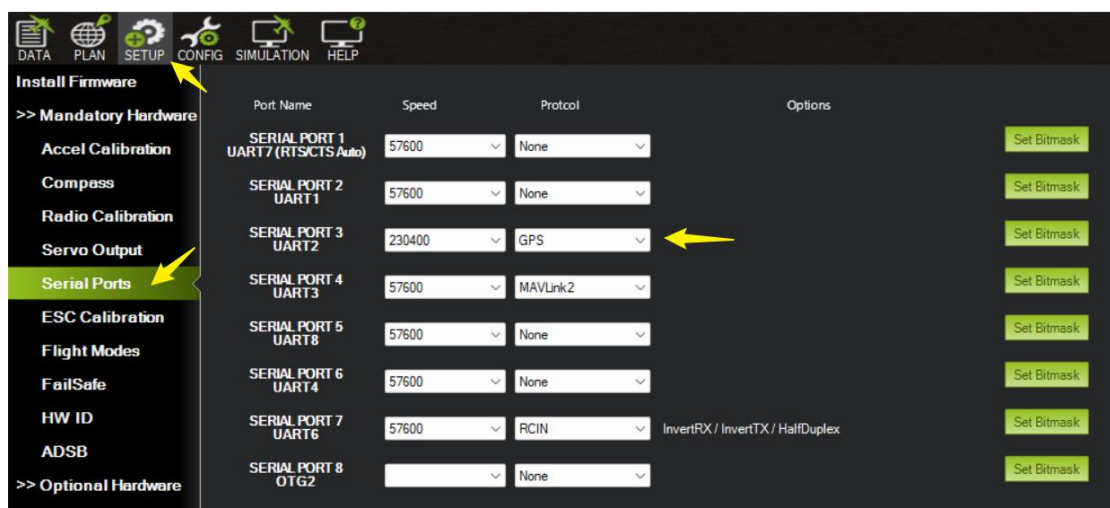 DATA PLAN SETUP CONFIG SIMULATION HELP
Install Firmware
>> Mandatory Hardware
Accel Calibration
Compass
Radio Calibration
Servo Output
Serial Ports
ESC Calibration
Flight Modes
FailSafe
HW ID
ADSB
>> Optional Hardware
Port Name Speed Protcol Options
SERIAL PORT 1
UART7 (RTS/CTS Auto) 57600 None Set Bitmask
SERIAL PORT 2
UART1 57600 None Set Bitmask
SERIAL PORT 3
UART2 230400 GPS Set Bitmask
SERIAL PORT 4
UART3 57600 MAVLink2 Set Bitmask
SERIAL PORT 5
UART8 57600 None Set Bitmask
SERIAL PORT 6
UART4 57600 None Set Bitmask
SERIAL PORT 7
UART6 57600 RCIN InvertRX / InvertTX / HalfDuplex Set Bitmask
SERIAL PORT 8
OTG2 None Set Bitmask